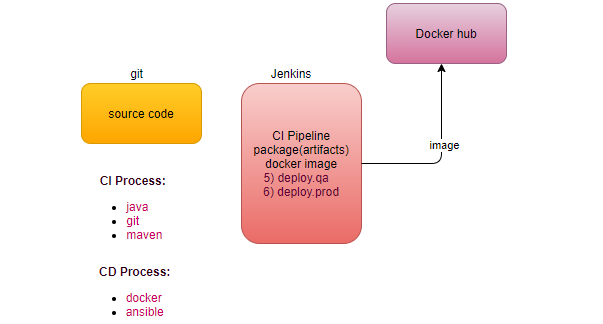 Docker hub
git
source code
Jenkins
CI Pipeline
package(artifacts)
docker image
5) deploy.qa
6) deploy.prod
image
CI Process:
java
git
maven
CD Process:
docker
ansible